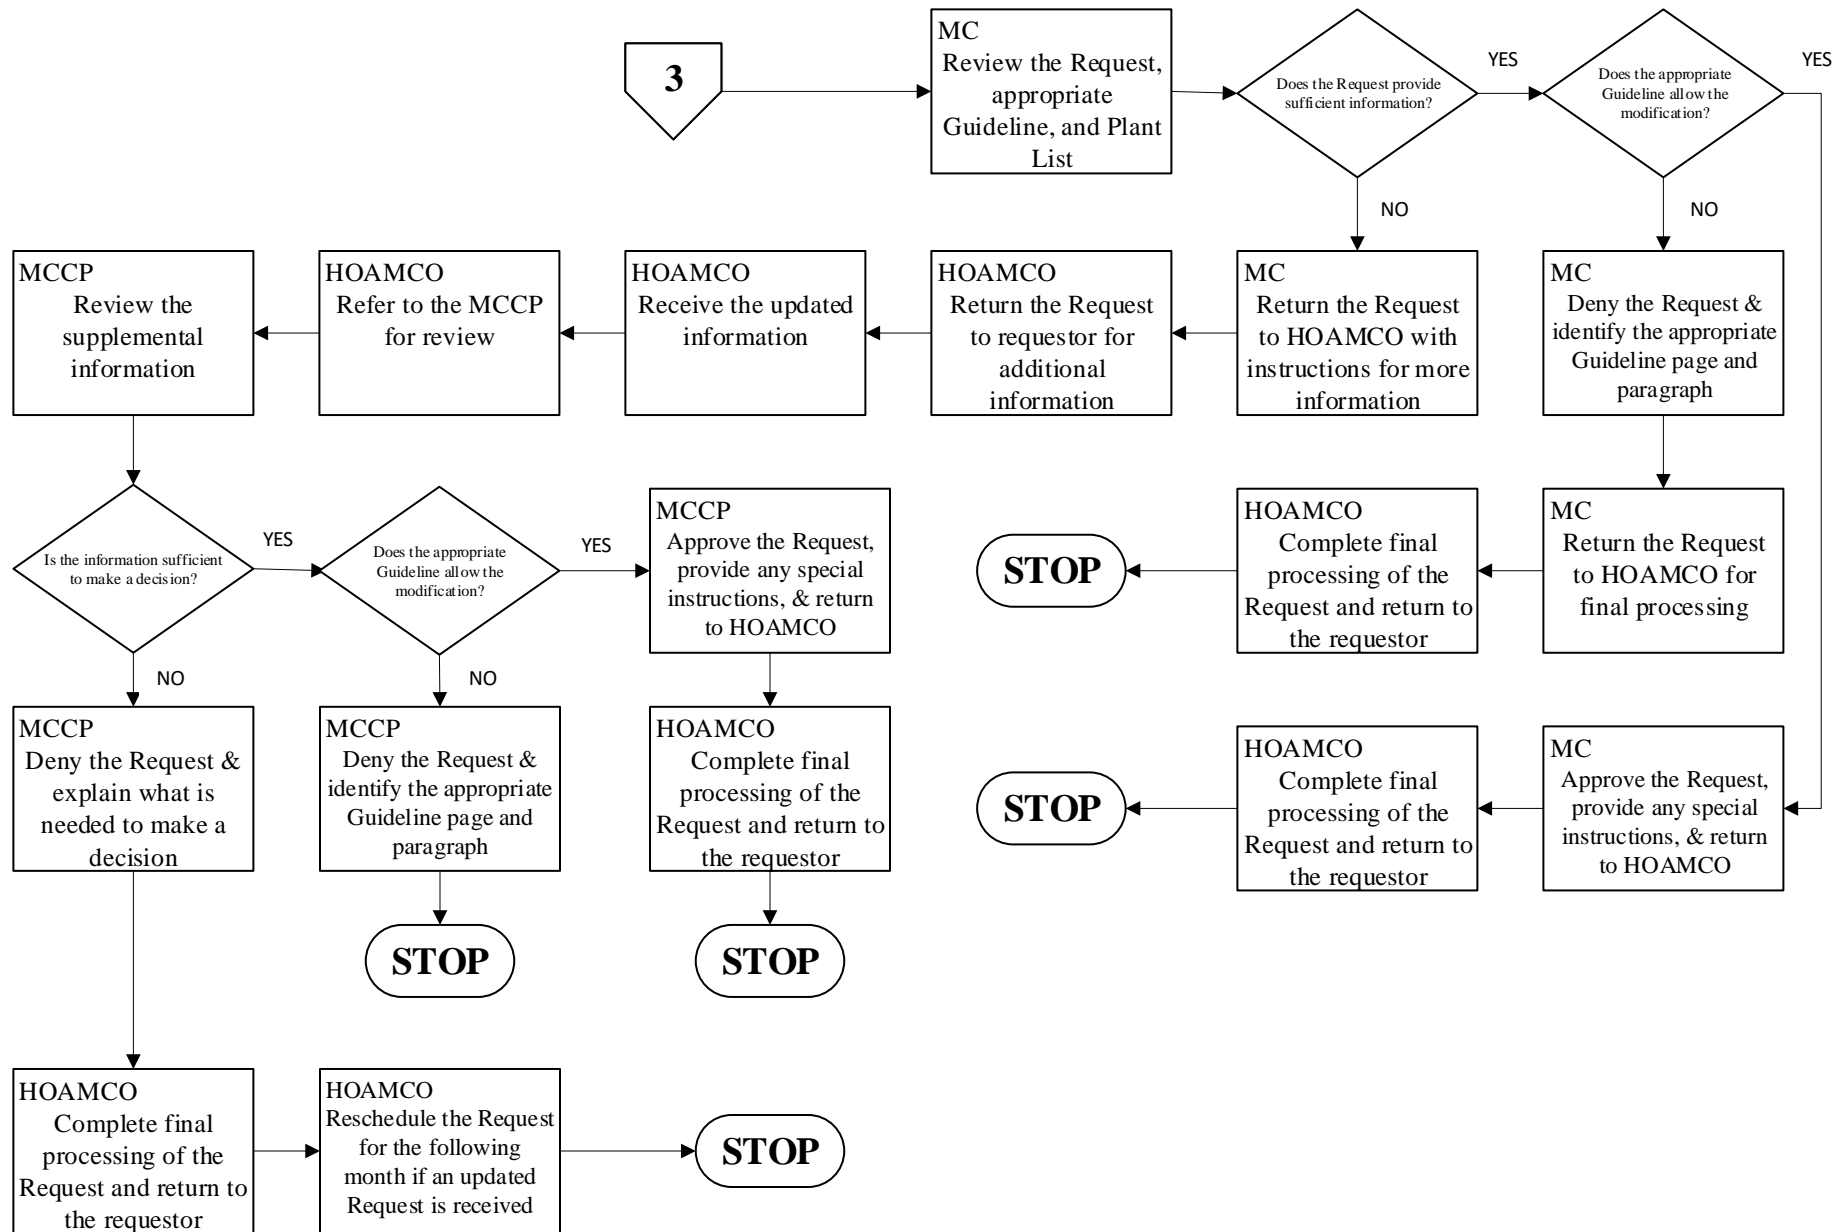 3
MC
Review the Request,
appropriate
Guideline, and Plant
List
Does the Request provide
sufficient information?
YES
Does the appropriate
Guideline allow the
modification?
YES
NO
NO
MCCP
Review the
supplemental
information
HOAMCO
Refer to the MCCP
for review
HOAMCO
Receive the updated
information
HOAMCO
Return the Request
to requestor for
additional
information
MC
Return the Request
to HOAMCO with
instructions for more
information
MC
Deny the Request &
identify the appropriate
Guideline page and
paragraph
Is the information sufficient
to make a decision?
YES
Does the appropriate
Guideline allow the
modification?
YES
MCCP
Approve the Request,
provide any special
instructions, & return
to HOAMCO
STOP
HOAMCO
Complete final
processing of the
Request and return to
the requestor
MC
Return the Request
to HOAMCO for
final processing
NO
NO
MCCP
Deny the Request &
explain what is
needed to make a
decision
MCCP
Deny the Request &
identify the appropriate
Guideline page and
paragraph
HOAMCO
Complete final
processing of the
Request and return to
the requestor
STOP
HOAMCO
Complete final
processing of the
Request and return to
the requestor
MC
Approve the Request,
provide any special
instructions, & return
to HOAMCO
STOP
STOP
HOAMCO
Complete final
processing of the
Request and return to
the requestor
HOAMCO
Reschedule the Request
for the following
month if an updated
Request is received
STOP